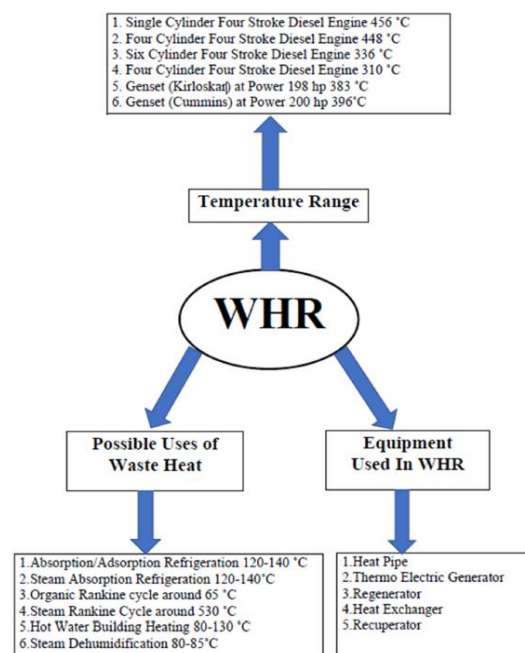 1. Single Cylinder Four Stroke Diesel Engine 456 °C
2. Four Cylinder Four Stroke Diesel Engine 448 °C
3. Six Cylinder Four Stroke Diesel Engine 336 °C
4. Four Cylinder Four Stroke Diesel Engine 310 °C
5. Genset (Kirloskar) at Power 198 hp 383 °C
6. Genset (Cummins) at Power 200 hp 396°C
Temperature Range
WHR
Possible Uses of
Waste Heat
Equipment
Used In WHR
1.Absorption/Adsorption Refrigeration 120-140 °C
2.Steam Absorption Refrigeration 120-140°C
3.Organic Rankine cycle around 65 °C
4.Steam Rankine Cycle around 530 °C
5.Hot Water Building Heating 80-130 °C
6.Steam Dehumidification 80-85°C
1.Heat Pipe
2.Thermo Electric Generator
3.Regenerator
4.Heat Exchanger
5.Recuperator